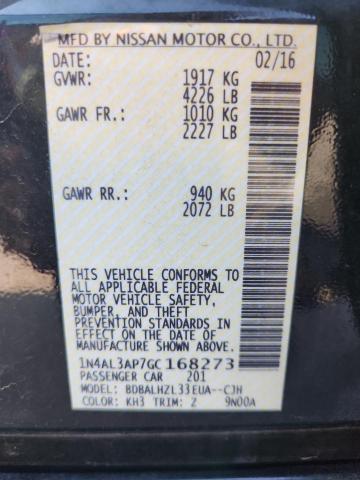 MFD BY NISSAN MOTOR CO., LTD.
DATE: 02/16
GVWR: 1917 KG
4226 LB
GAWR FR.: 1010 KG
2227 LB
GAWR RR.: 940 KG
2072 LB
THIS VEHICLE CONFORMS TO
ALL APPLICABLE FEDERAL
MOTOR VEHICLE SAFETY,
BUMPER, AND THEFT
PREVENTION STANDARDS
IN EFFECT ON THE DATE OF
MANUFACTURE SHOWN
ABOVE.
1N4AL3AP7GC168273
PASSENGER CAR 201
MODEL: BDBALHZL33EUA--CJH
COLOR: KH3 TRIM: Z 9N00A